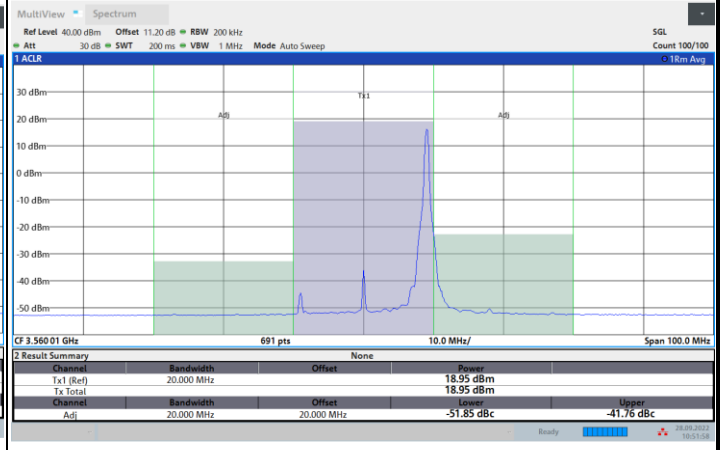 MultiView Spectrum
Ref Level 40.00 dBm Offset 11.20 dB RBW 200 kHz SGL
Att 30 dB SWT 200 ms VBW 1 MHz Mode Auto Sweep Count 100/100
1 ACLR 1Rm Avg
Tx1
Adj Adj
30 dBm
20 dBm
10 dBm
0 dBm
-10 dBm
-20 dBm
-30 dBm
-40 dBm
-50 dBm
CF 3.560 01 GHz 691 pts 10.0 MHz/ Span 100.0 MHz
2 Result Summary None
Channel Bandwidth Offset Power
Tx1 (Ref) 20.000 MHz 18.95 dBm
Tx Total 18.95 dBm
Channel Bandwidth Offset Lower Upper
Adj 20.000 MHz 20.000 MHz -51.85 dBc -41.76 dBc
Ready 28.09.2022
10:51:58